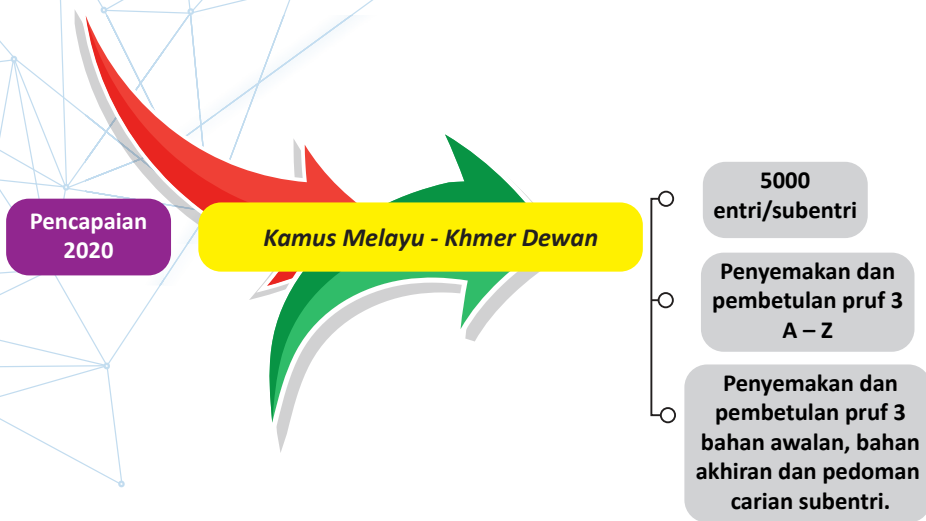 Pencapaian
2020
Kamus Melayu - Khmer Dewan
5000
entri/subentri
Penyemakan dan
pembetulan pruf 3
A – Z
Penyemakan dan
pembetulan pruf 3
bahan awalan, bahan
akhiran dan pedoman
carian subentri.